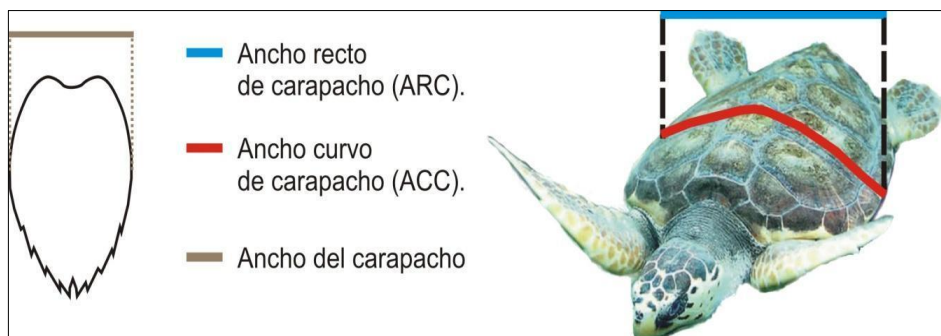 Ancho recto
de carapacho (ARC).
Ancho curvo
de carapacho (ACC).
Ancho del carapacho